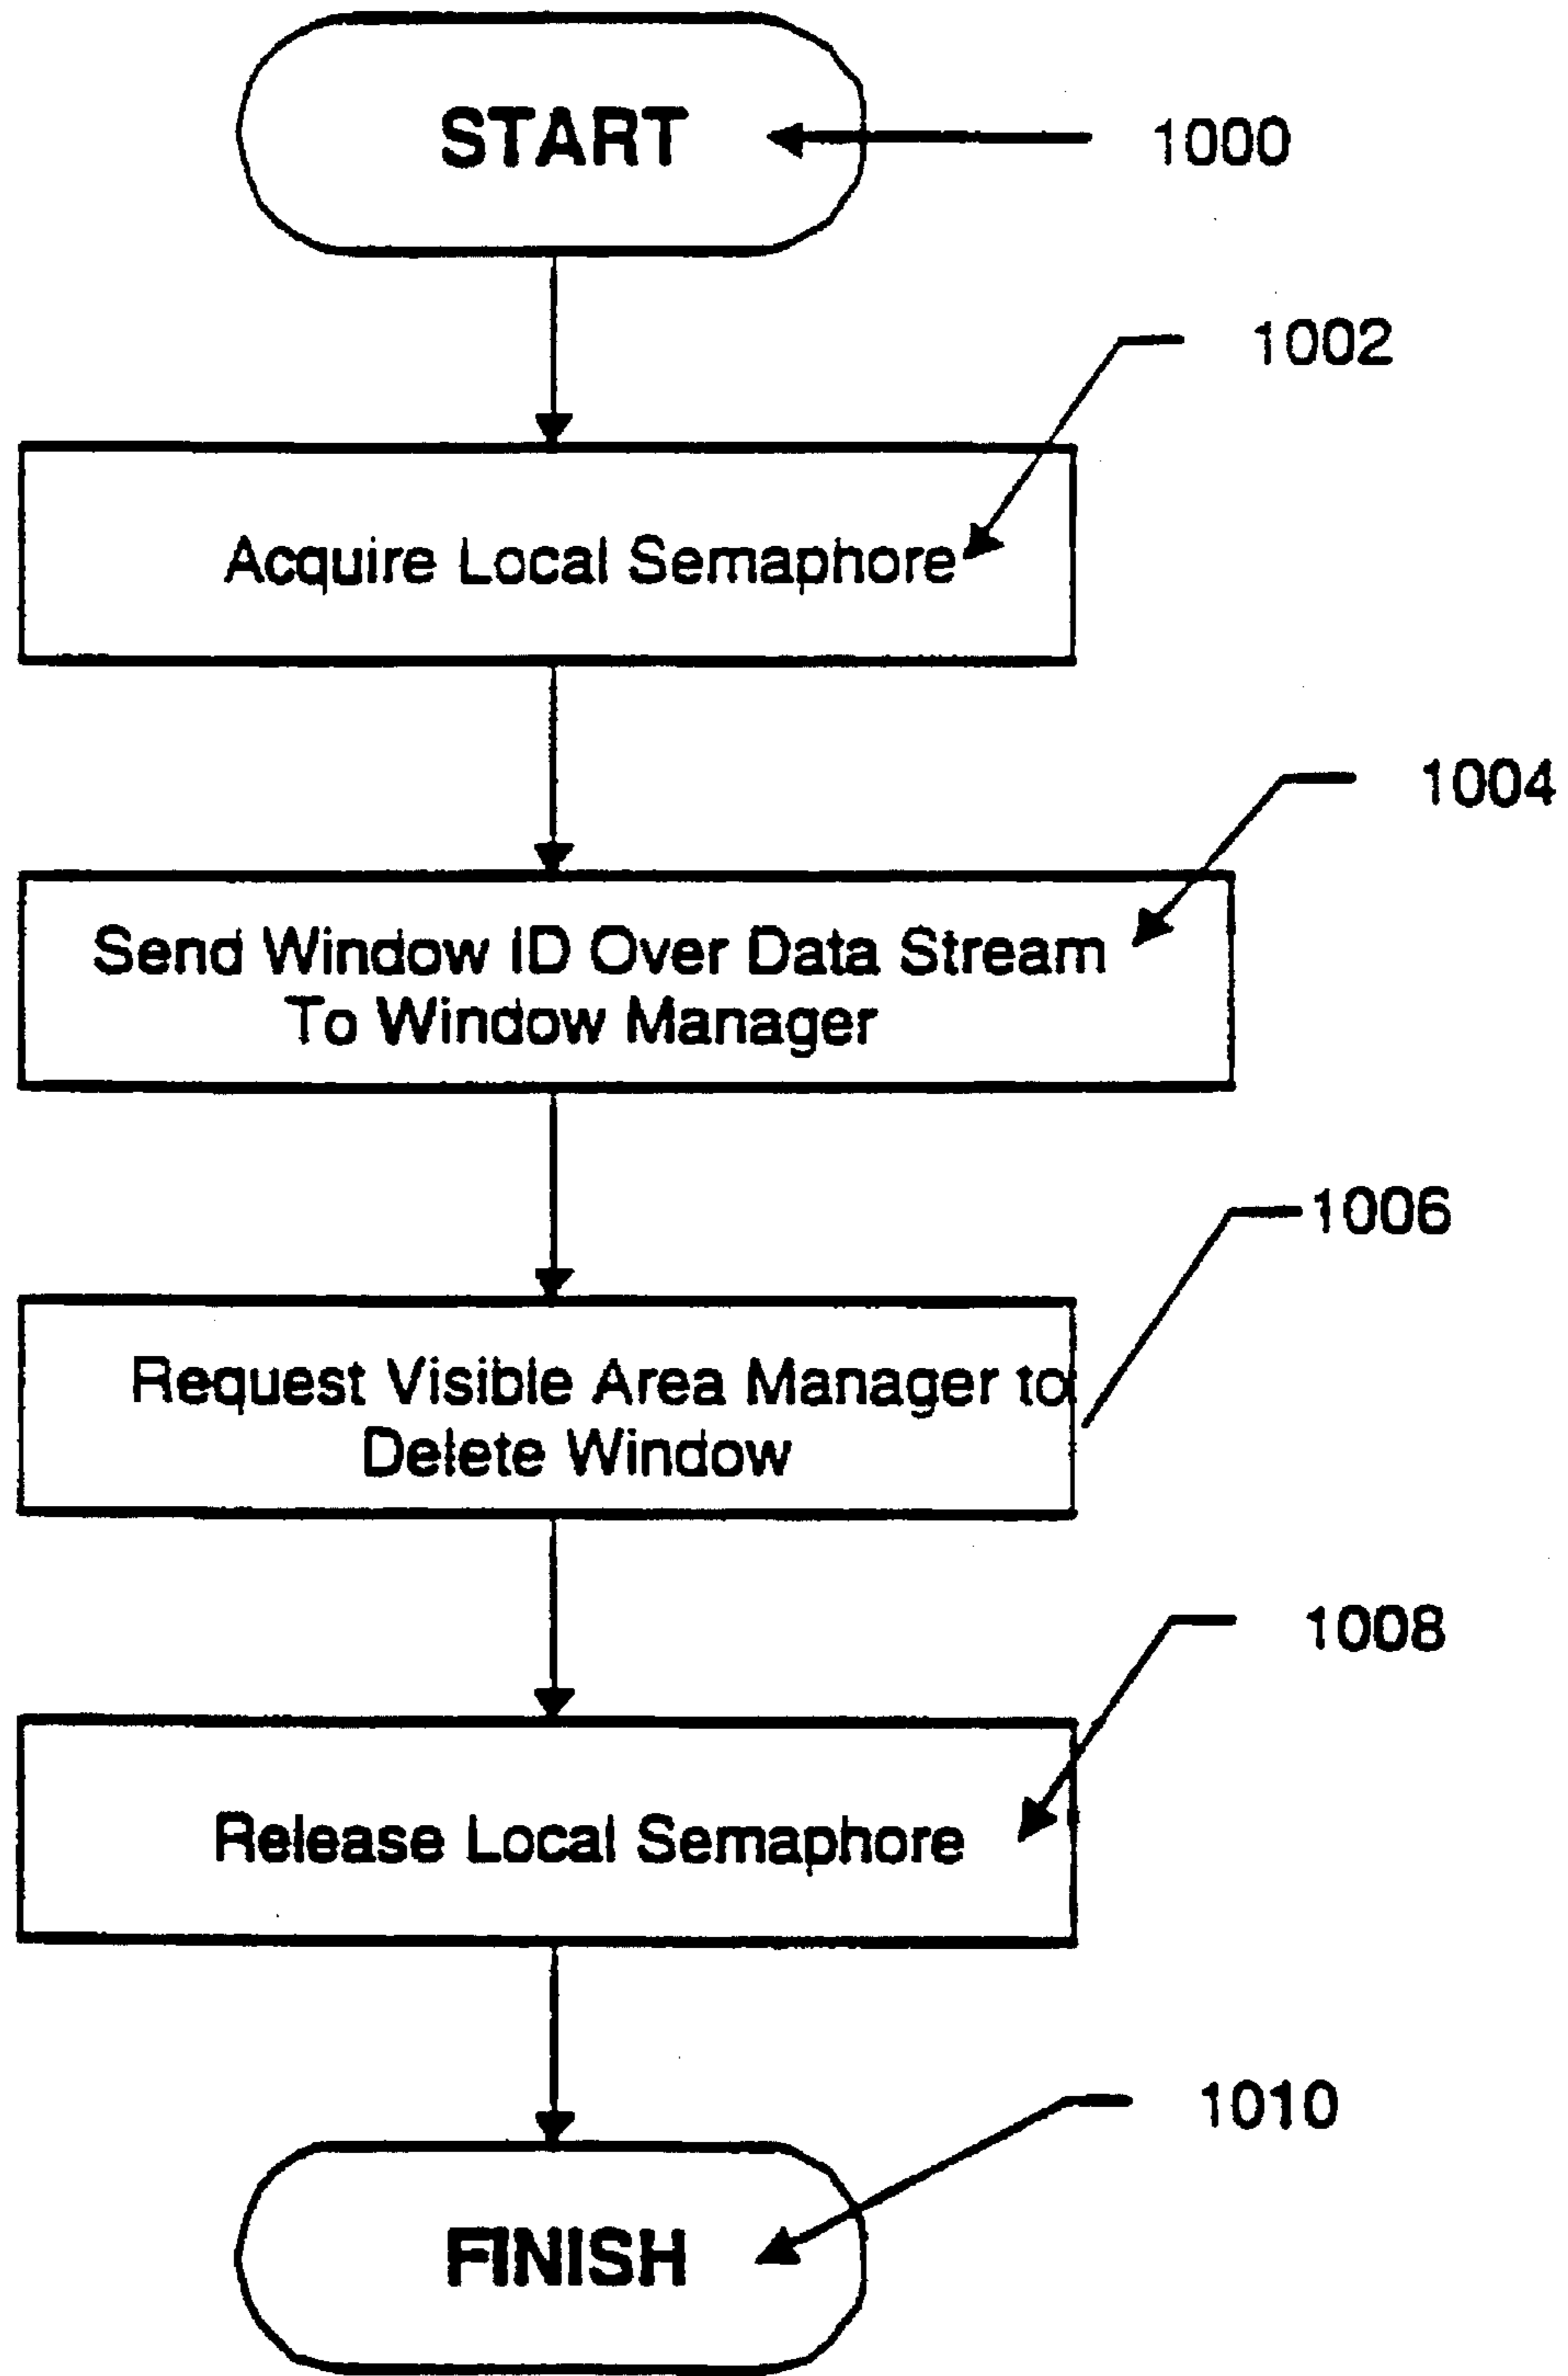 START
1000
1002
Acquire Local Semaphore
1004
Send Window ID Over Data Stream
To Window Manager
1006
Request Visible Area Manager to
Delete Window
1008
Release Local Semaphore
1010
FINISH